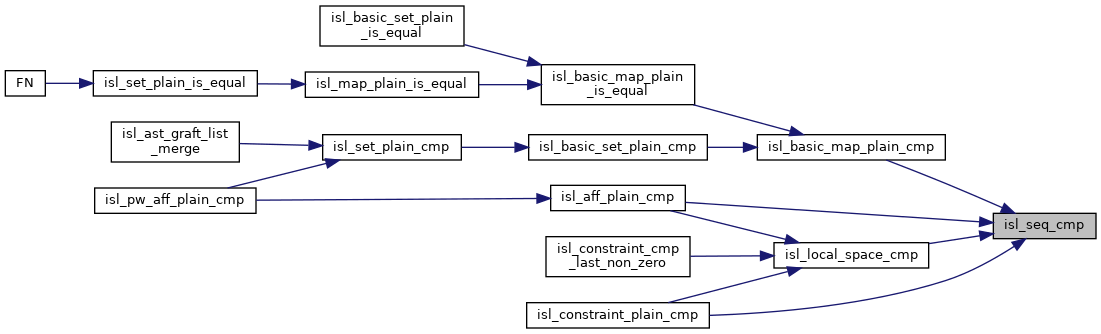 isl_basic_set_plain
_is_equal
FN
isl_set_plain_is_equal
isl_map_plain_is_equal
isl_basic_map_plain
_is_equal
isl_ast_graft_list
_merge
isl_set_plain_cmp
isl_basic_set_plain_cmp
isl_basic_map_plain_cmp
isl_pw_aff_plain_cmp
isl_aff_plain_cmp
isl_seq_cmp
isl_constraint_cmp
_last_non_zero
isl_local_space_cmp
isl_constraint_plain_cmp